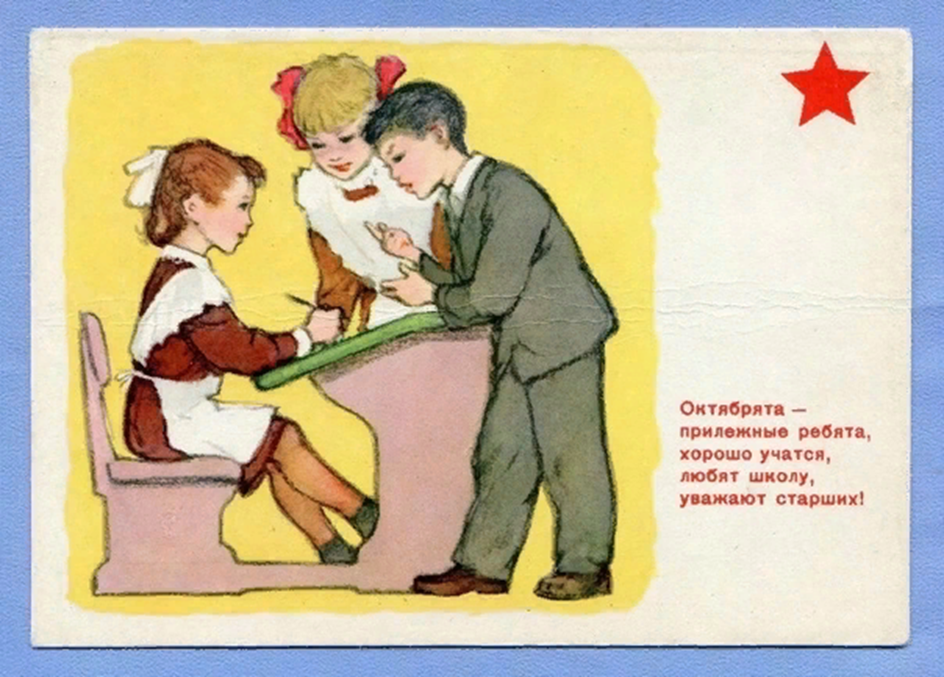 Октябрята —
прилежные ребята,
хорошо учатся,
любят школу,
уважают старших!